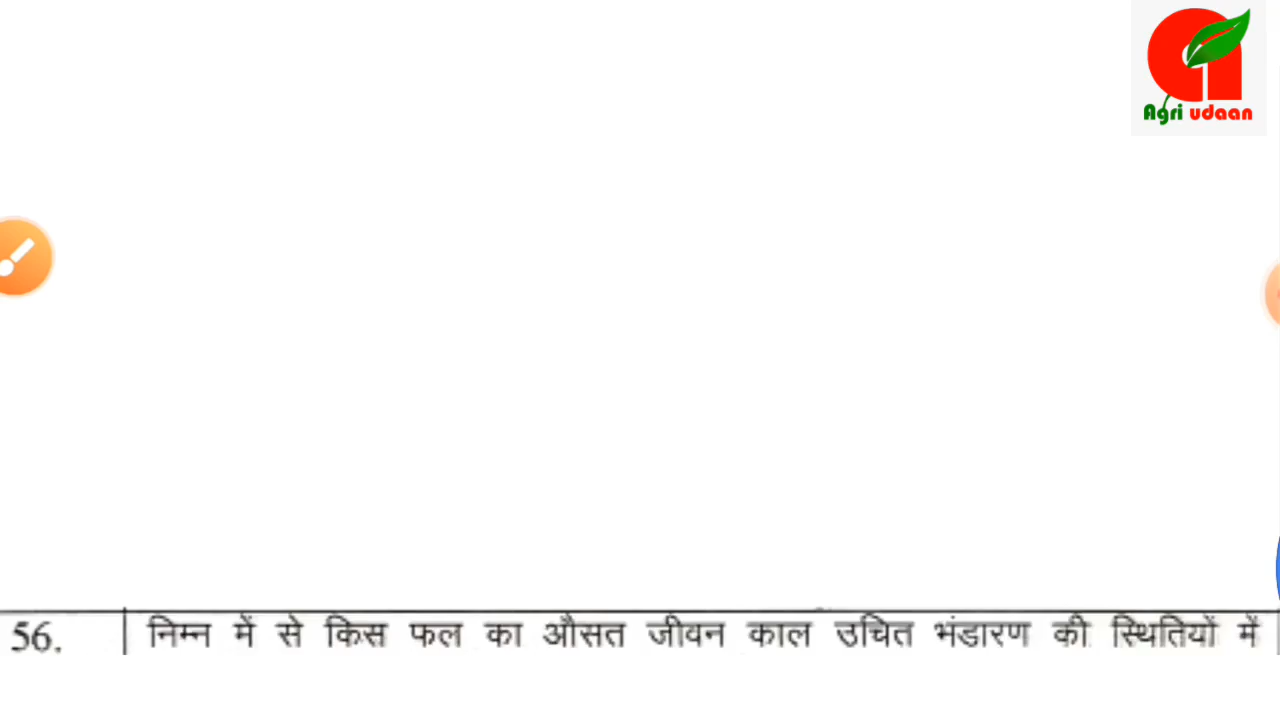 Agri udaan
56. निम्न में से किस फल का औसत जीवन काल उचित भंडारण की स्थितियों में